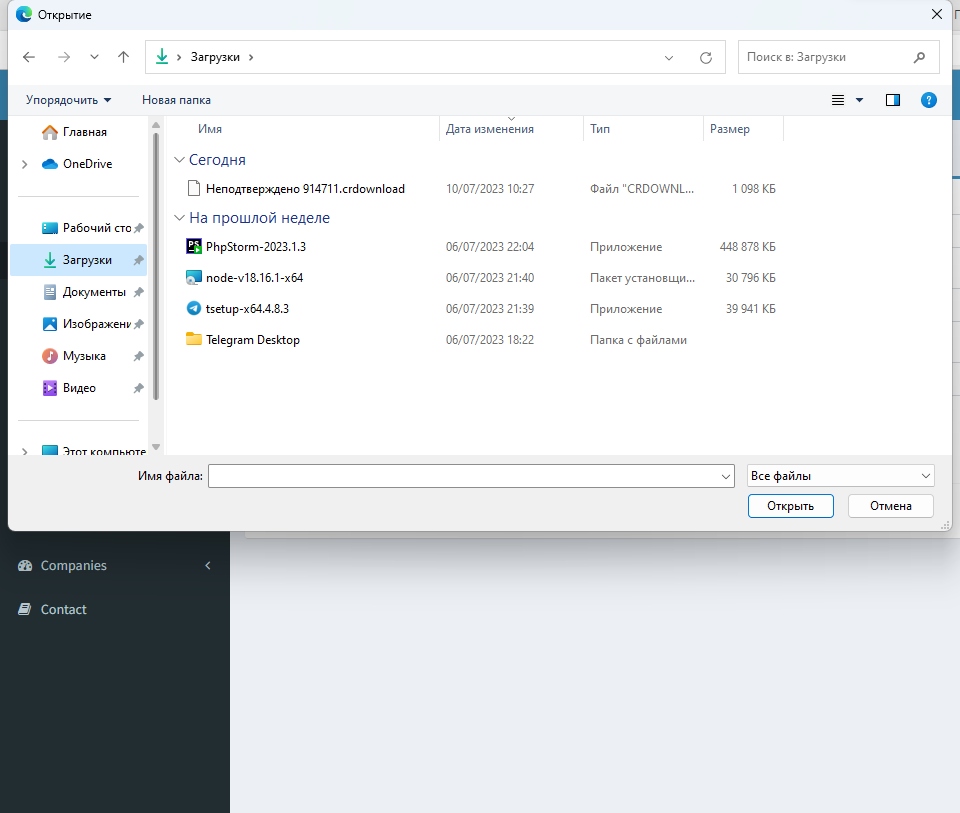 Открытие
Загрузки
Поиск в: Загрузки
Упорядочить
Новая папка
Главная
OneDrive
Рабочий сто
Загрузки
Документы
Изображени
Музыка
Видео
Этот компьюте
Имя Дата изменения Тип Размер
Сегодня
Неподтверждено 914711.crdownload 10/07/2023 10:27 Файл "CRDOWNL... 1 098 КБ
На прошлой неделе
PhpStorm-2023.1.3 06/07/2023 22:04 Приложение 448 878 КБ
node-v18.16.1-x64 06/07/2023 21:40 Пакет установщи... 30 796 КБ
tsetup-x64.4.8.3 06/07/2023 21:39 Приложение 39 941 КБ
Telegram Desktop 06/07/2023 18:22 Папка с файлами
Имя файла:
Все файлы
Открыть
Отмена
Companies
Contact